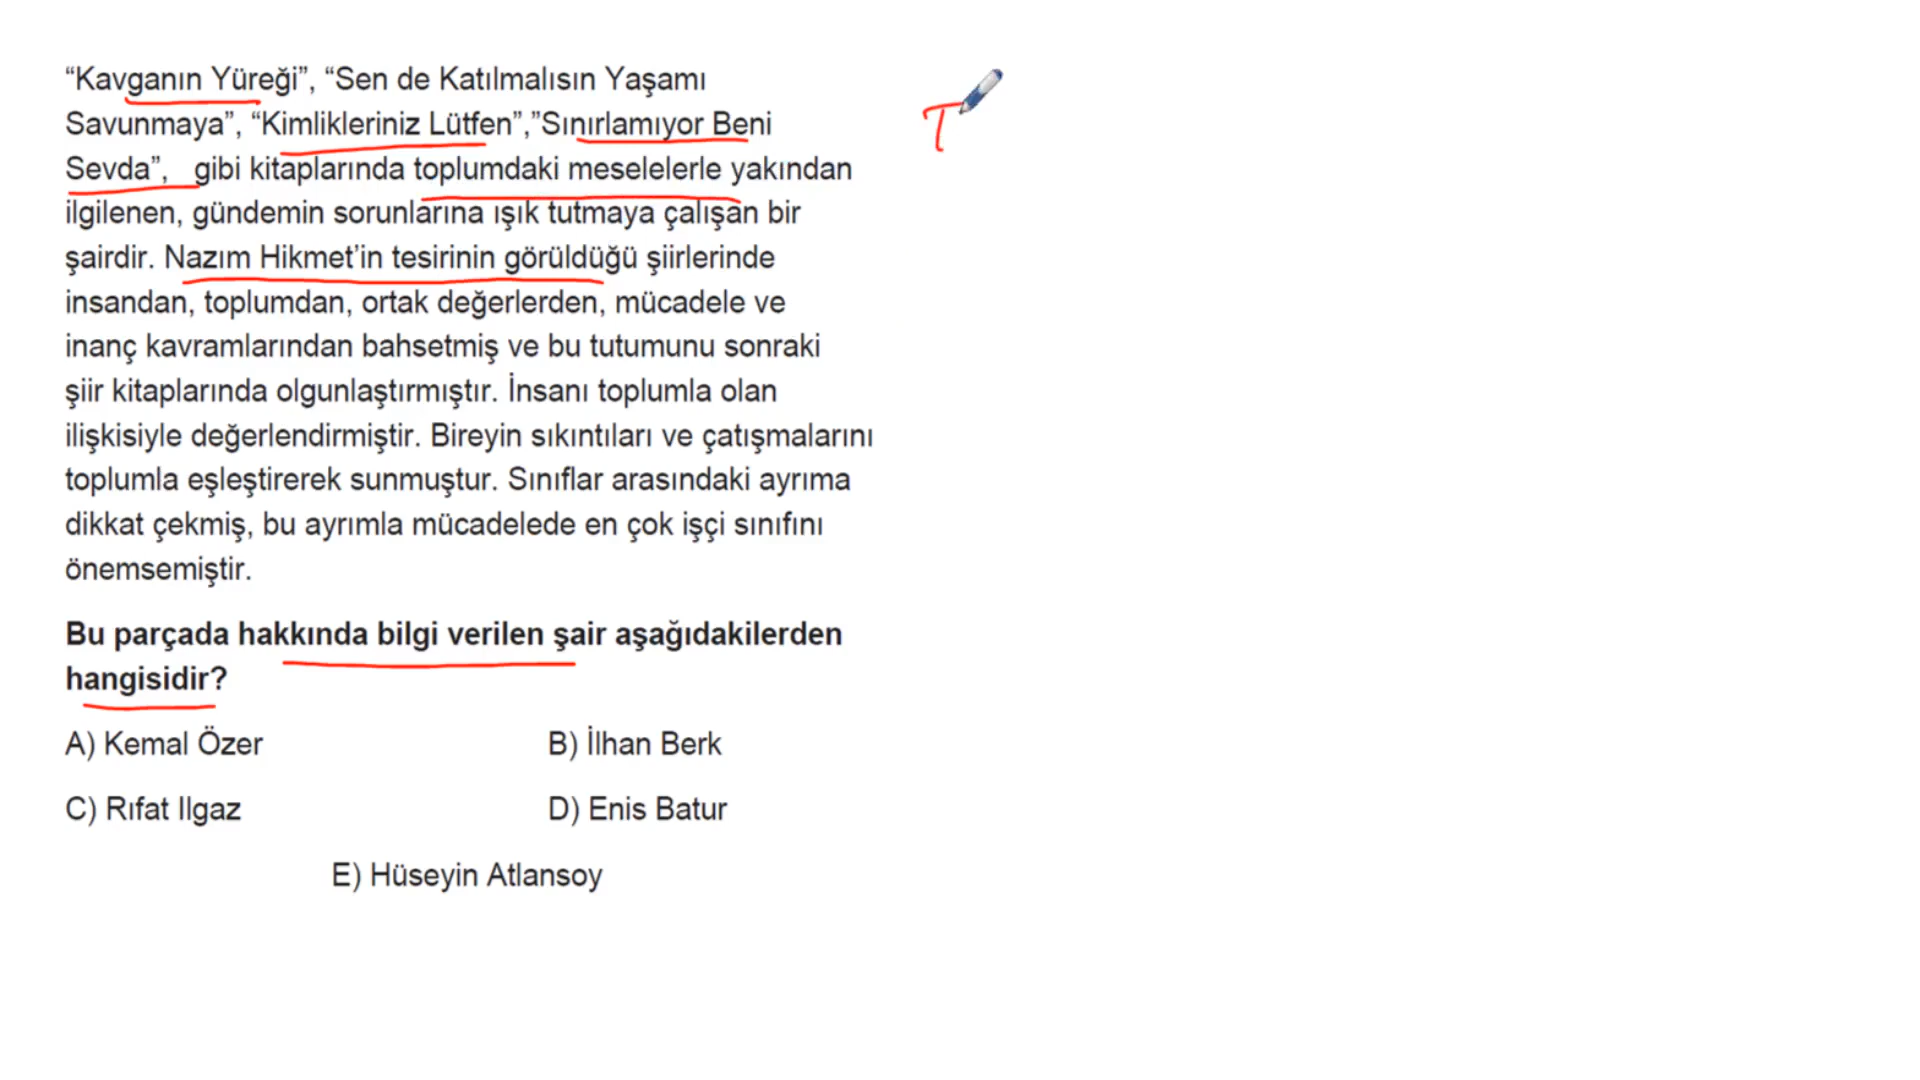 “Kavganın Yüreği”, “Sen de Katılmalısın Yaşamı
Savunmaya”, “Kimlikleriniz Lütfen”,”Sınırlamıyor Beni
Sevda”, gibi kitaplarında toplumdaki meselelerle yakından
ilgilenen, gündemin sorunlarına ışık tutmaya çalışan bir
şairdir. Nazım Hikmet’in tesirinin görüldüğü şiirlerinde
insandan, toplumdan, ortak değerlerden, mücadele ve
inanç kavramlarından bahsetmiş ve bu tutumunu sonraki
şiir kitaplarında olgunlaştırmıştır. İnsanı toplumla olan
ilişkisiyle değerlendirmiştir. Bireyin sıkıntıları ve çatışmalarını
toplumla eşleştirerek sunmuştur. Sınıflar arasındaki ayrıma
dikkat çekmiş, bu ayrımla mücadelede en çok işçi sınıfını
önemsemiştir.
Bu parçada hakkında bilgi verilen şair aşağıdakilerden
hangisidir?
A) Kemal Özer B) İlhan Berk
C) Rıfat Ilgaz D) Enis Batur
E) Hüseyin Atlansoy
T